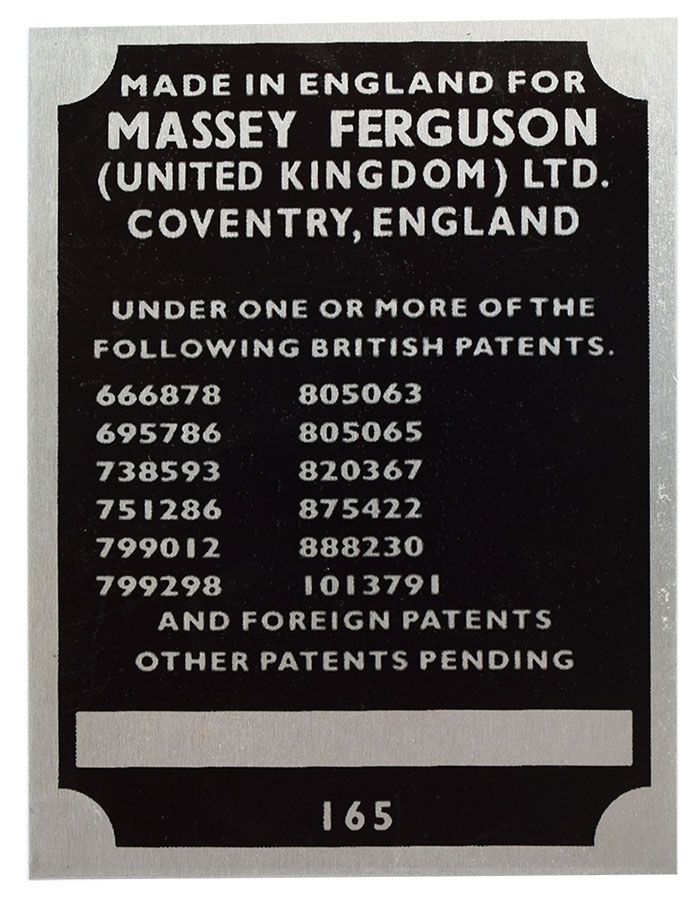 MADE IN ENGLAND FOR
MASSEY FERGUSON
(UNITED KINGDOM) LTD.
COVENTRY, ENGLAND
UNDER ONE OR MORE OF THE
FOLLOWING BRITISH PATENTS.
666878 805063
695786 805065
738593 820367
751286 875422
799012 888230
799298 1013791
AND FOREIGN PATENTS
OTHER PATENTS PENDING
165